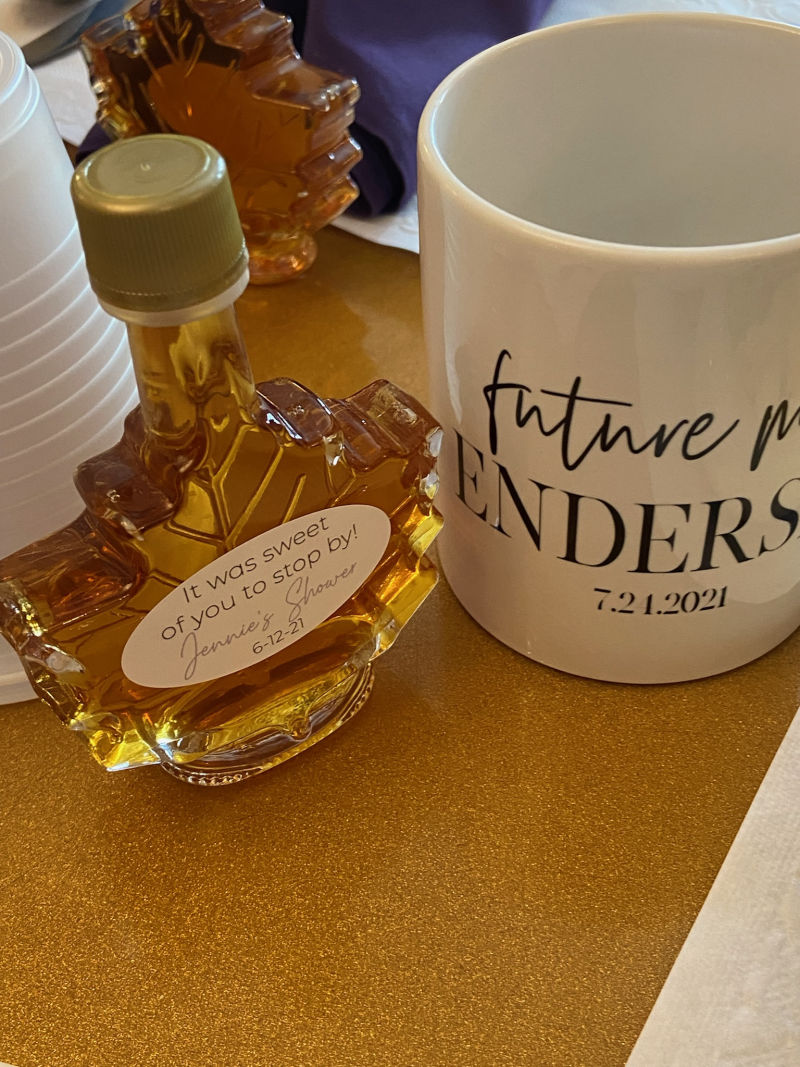 It was sweet
of you to stop by!
Jennie's Shower
6-12-21
future
ENDERS
7.24.2021